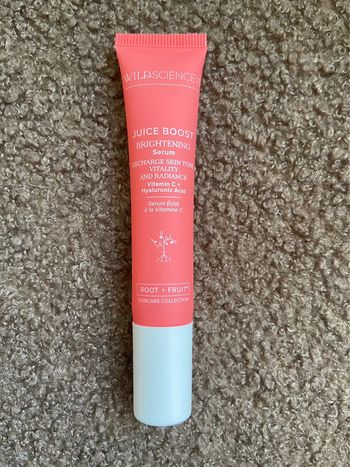 WILDSCIENCE
JUICE BOOST
BRIGHTENING
Serum
RECHARGE SKIN TONE
VITALITY
AND RADIANCE
Vitamin C +
Hyaluronic Acid
Sérum Éclat
à la Vitamine C
ROOT + FRUIT
SKINCARE COLLECTION